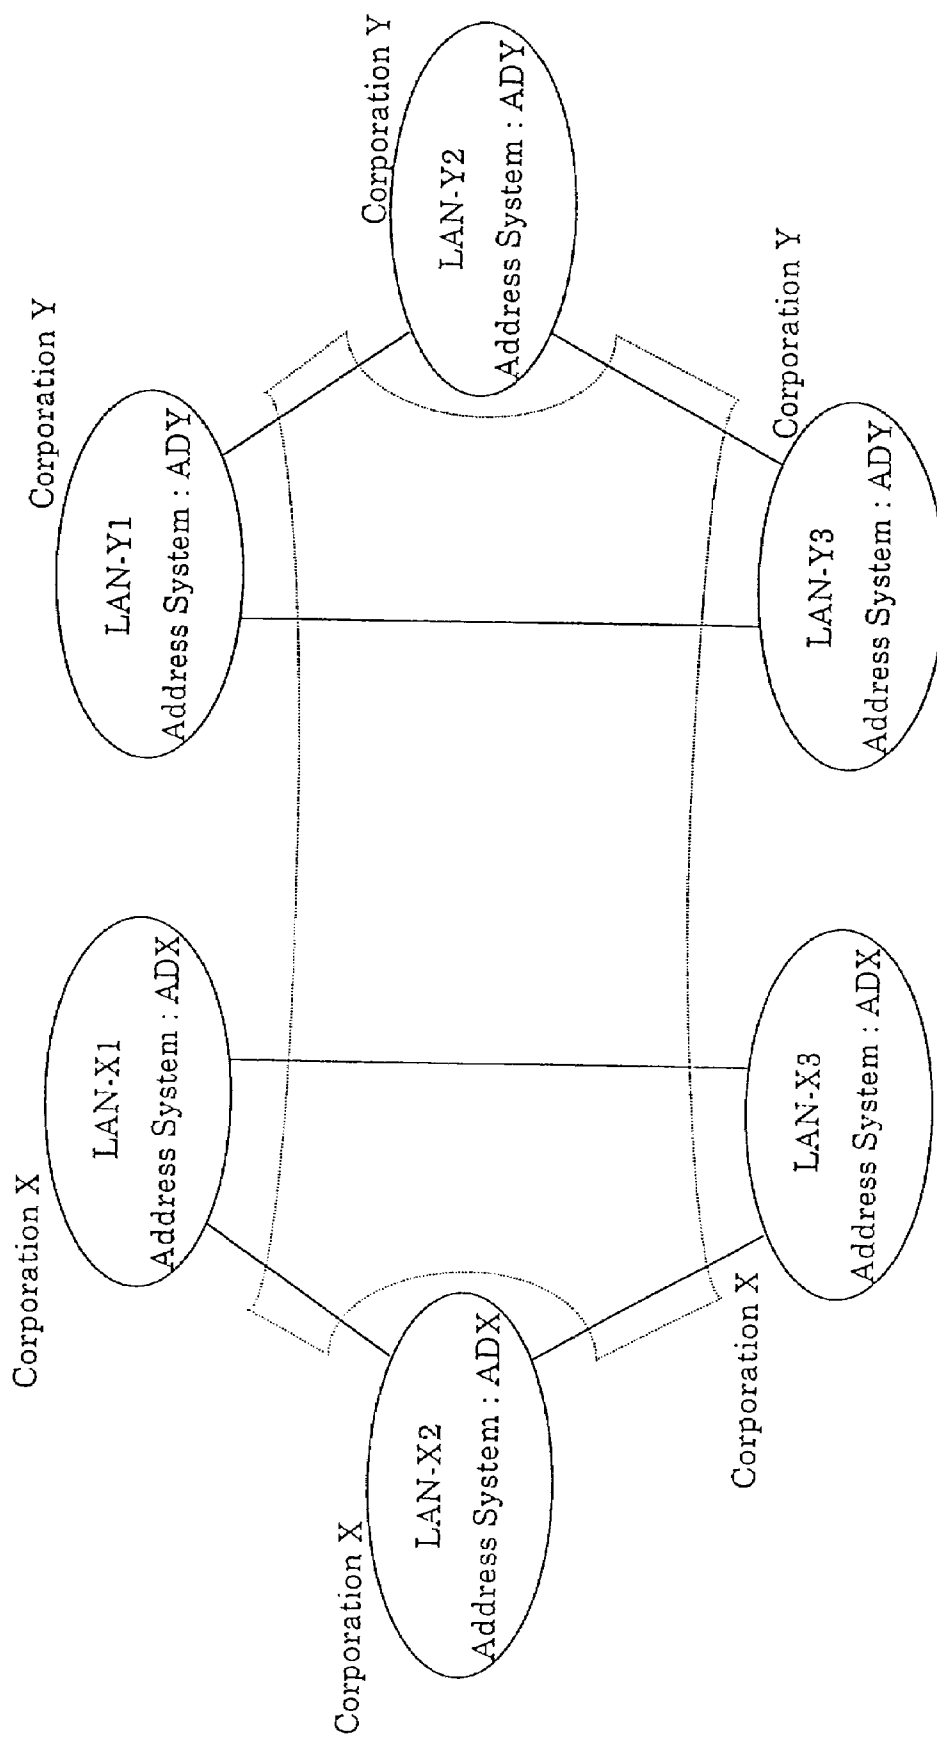 Corporation X
LAN-X1
Address System : ADX
Corporation Y
LAN-Y1
Address System : ADY
Corporation X
LAN-X2
Address System : ADX
Corporation Y
LAN-Y2
Address System : ADY
Corporation X
LAN-X3
Address System : ADX
Corporation Y
LAN-Y3
Address System : ADY